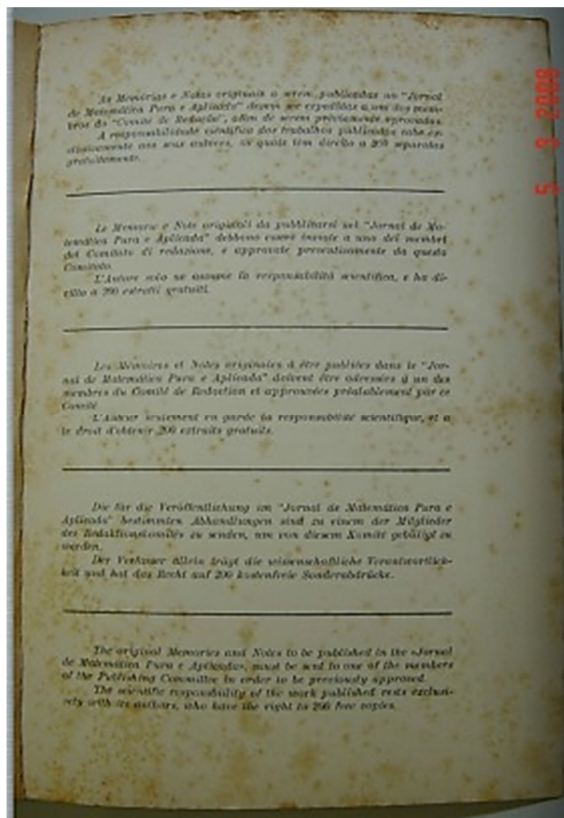 As Memórias e Notas originais a serem publicadas no "Jornal
de Matemática Pura e Aplicada" devem ser expedidas a um dos mem-
bros do "Comité de Redação", afim de serem préviamente aprovadas.
A responsabilidade científica dos trabalhos publicados cabe ex-
clusivamente aos seus autores, os quais têm direito a 200 separatas
gratuitamente.
Le Memorie e Note originali da pubblicarsi nel "Jornal de Ma-
temática Pura e Aplicada" debbono essere inviate a uno dei membri
del Comitato di redazione, e approvate preventivamente da questo
Comitato.
L'Autore solo ne assume la responsabilità scientifica, e ha di-
ritto a 200 estratti gratuiti.
Les Mémoires et Notes originales à être publiées dans le "Jor-
nal de Matemática Pura e Aplicada" doivent être adressées à un des
membres du Comité de Redaction et approuvées préalablement par ce
Comité.
L'Auteur seulement en garde la responsabilité scientifique, et a
le droit d'obtenir 200 extraits gratuits.
Die für die Veröffentlichung im "Jornal de Matemática Pura e
Aplicada" bestimmten Abhandlungen sind zu einem der Mitglieder
des Redaktionskomités zu senden, um von diesem Komité gebilligt zu
werden.
Der Verfasser allein trägt die wissenschaftliche Verantwortlich-
keit und hat das Recht auf 200 kostenfreie Sonderabdrücke.
The original Memories and Notes to be published in the «Jornal
de Matemática Pura e Aplicada», must be send to one of the members
of the Publishing Committee in order to be previously approved.
The scientific responsibility of the work published rests exclusi-
vely with its authors, who have the right to 200 free copies.
5 3 2008